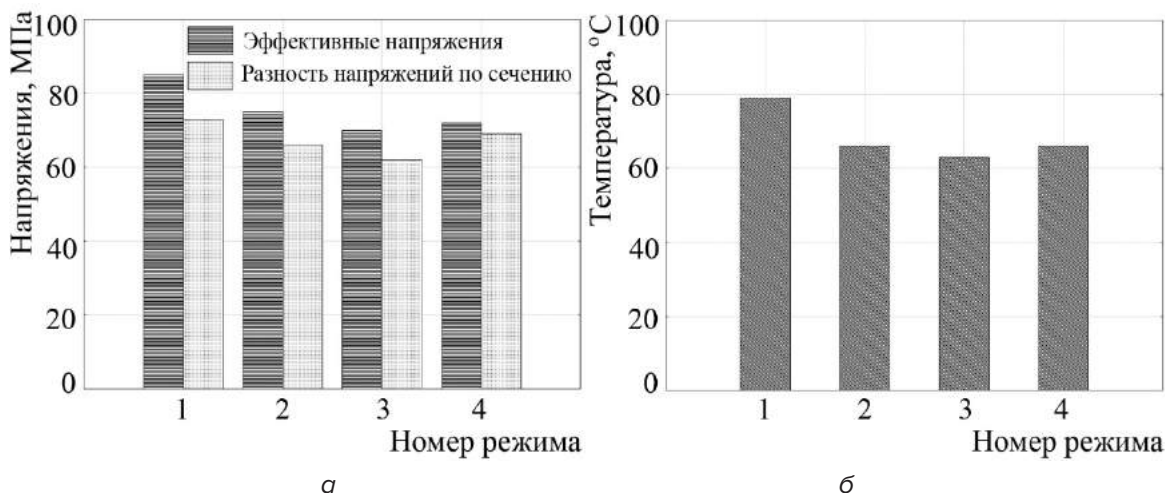 Напряжения, МПа
100
80
60
40
20
0
Эффективные напряжения
Разность напряжений по сечению
1 2 3 4
Номер режима
а
Температура, °С
100
80
60
40
20
0
1 2 3 4
Номер режима
б